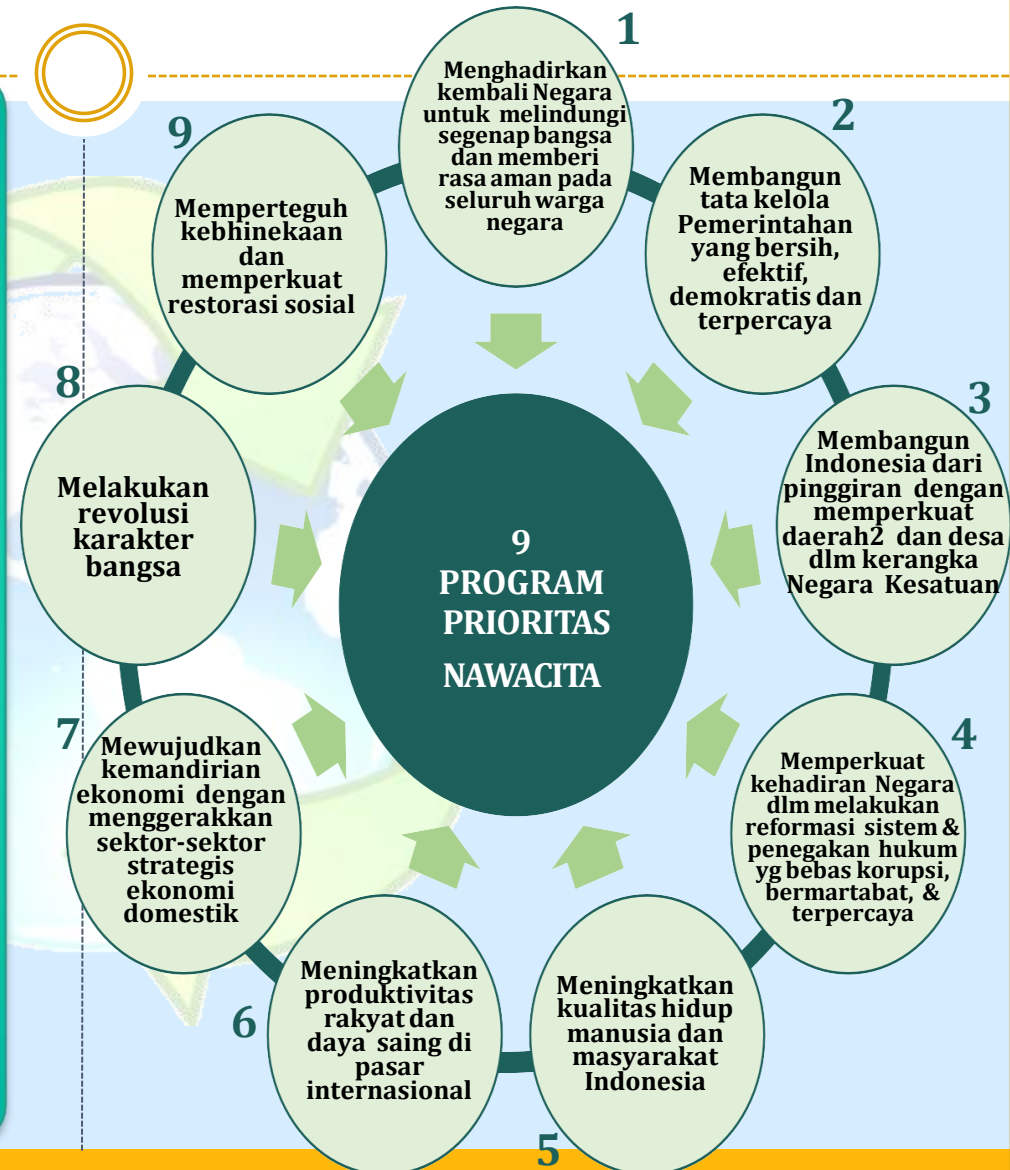 1
Menghadirkan
kembali Negara
untuk melindungi
segenap bangsa
dan memberi
rasa aman pada
seluruh warga
negara
2
Membangun
tata kelola
Pemerintahan
yang bersih,
efektif,
demokratis dan
terpercaya
3
Membangun
Indonesia dari
pinggiran dengan
memperkuat
daerah2 dan desa
dlm kerangka
Negara Kesatuan
4
Memperkuat
kehadiran Negara
dlm melakukan
reformasi sistem &
penegakan hukum
yg bebas korupsi,
bermartabat, &
terpercaya
5
Meningkatkan
kualitas hidup
manusia dan
masyarakat
Indonesia
6
Meningkatkan
produktivitas
rakyat dan
daya saing di
pasar
internasional
7
Mewujudkan
kemandirian
ekonomi dengan
menggerakkan
sektor-sektor
strategis
ekonomi
domestik
8
Melakukan
revolusi
karakter
bangsa
9
Memperteguh
kebhinekaan
dan
memperkuat
restorasi sosial
9
PROGRAM
PRIORITAS
NAWACITA